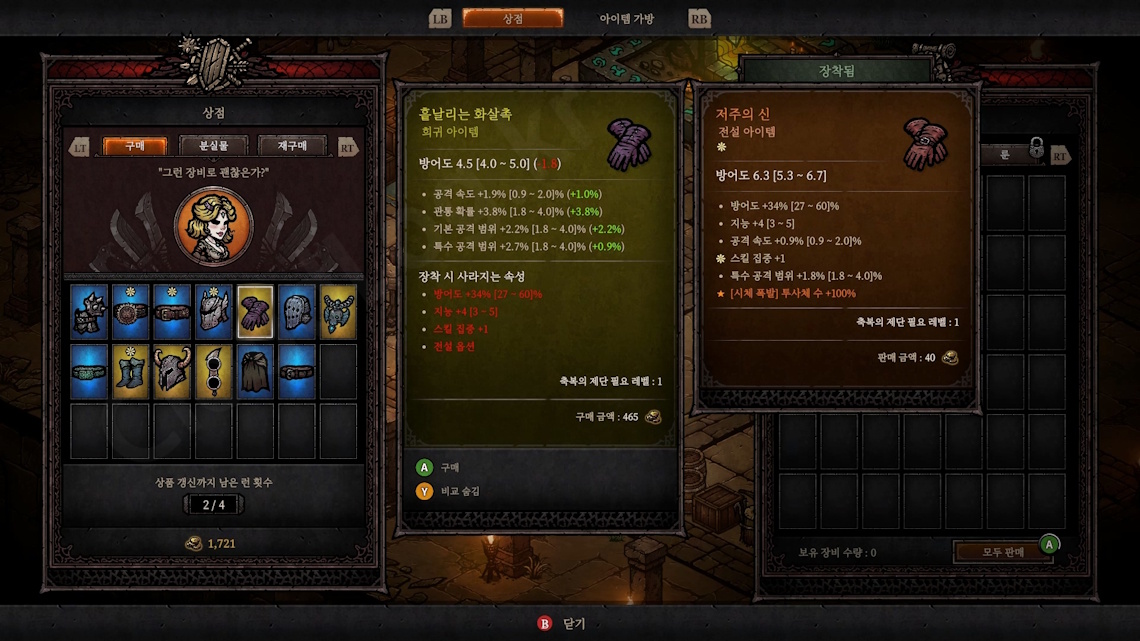 LB 상점 아이템 가방 RB
상점
LT 구매 분실물 재구매 RT
"그런 장비로 괜찮은가?"
상품 갱신까지 남은 런 횟수
2 / 4
1,721
흩날리는 화살촉
희귀 아이템
방어도 4.5 [4.0 ~ 5.0] (-1.8)
공격 속도 +1.9% [0.9 ~ 2.0]% (+1.0%)
관통 확률 +3.8% [1.8 ~ 4.0]% (+3.8%)
기본 공격 범위 +2.2% [1.8 ~ 4.0]% (+2.2%)
특수 공격 범위 +2.7% [1.8 ~ 4.0]% (+0.9%)
장착 시 사라지는 속성
방어도 +34% [27 ~ 60]%
지능 +4 [3 ~ 5]
스킬 집중 +1
전설 옵션
축복의 제단 필요 레벨 : 1
구매 금액 : 465
A 구매
Y 비교 숨김
장착됨
저주의 신
전설 아이템
방어도 6.3 [5.3 ~ 6.7]
방어도 +34% [27 ~ 60]%
지능 +4 [3 ~ 5]
공격 속도 +0.9% [0.9 ~ 2.0]%
스킬 집중 +1
특수 공격 범위 +1.8% [1.8 ~ 4.0]%
[시체 폭발] 투사체 수 +100%
축복의 제단 필요 레벨 : 1
판매 금액 : 40
룬 RT
보유 장비 수량 : 0
모두 판매 A
B 닫기